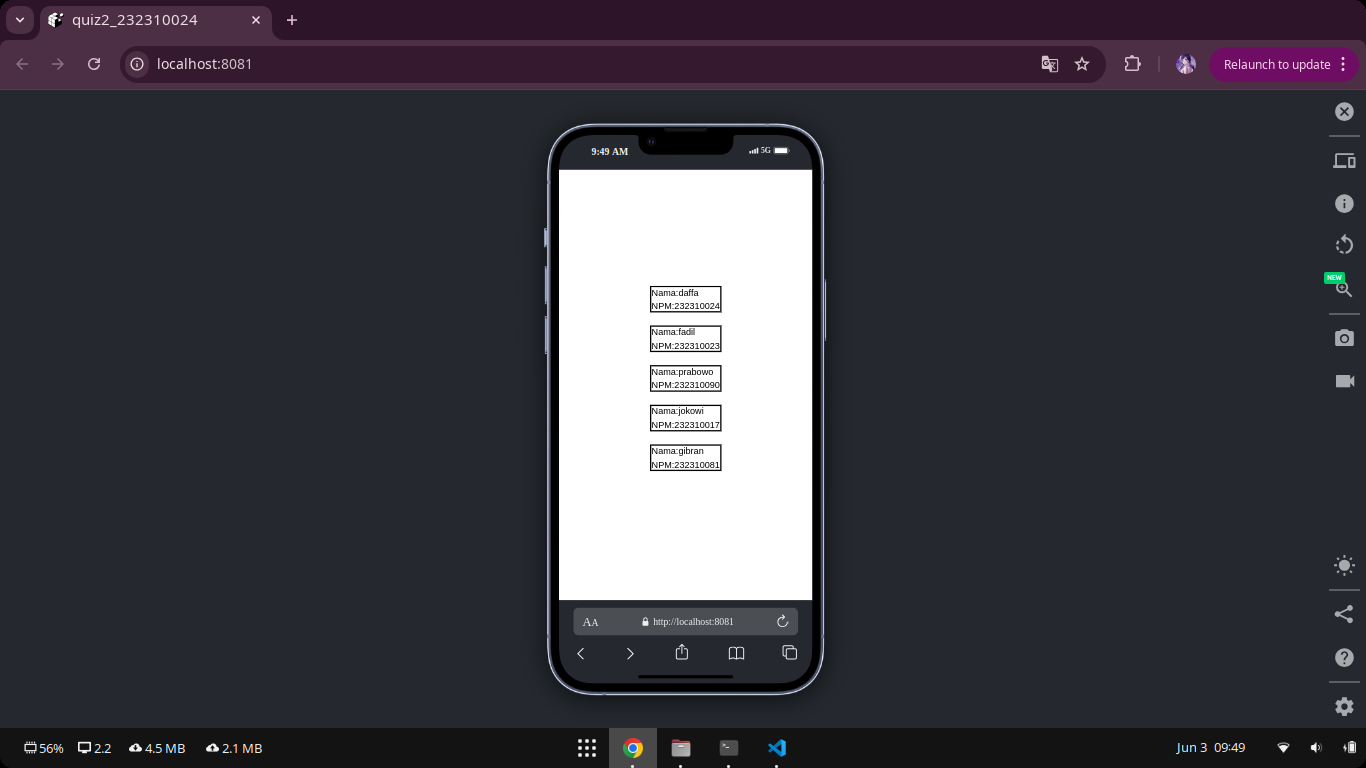 quiz2_232310024
localhost:8081
Relaunch to update
9:49 AM
5G
NEW
Nama:daffa
NPM:232310024
Nama:fadil
NPM:232310023
Nama:prabowo
NPM:232310090
Nama:jokowi
NPM:232310017
Nama:gibran
NPM:232310081
AA
http://localhost:8081
56%
2.2
4.5 MB
2.1 MB
Jun 3 09:49